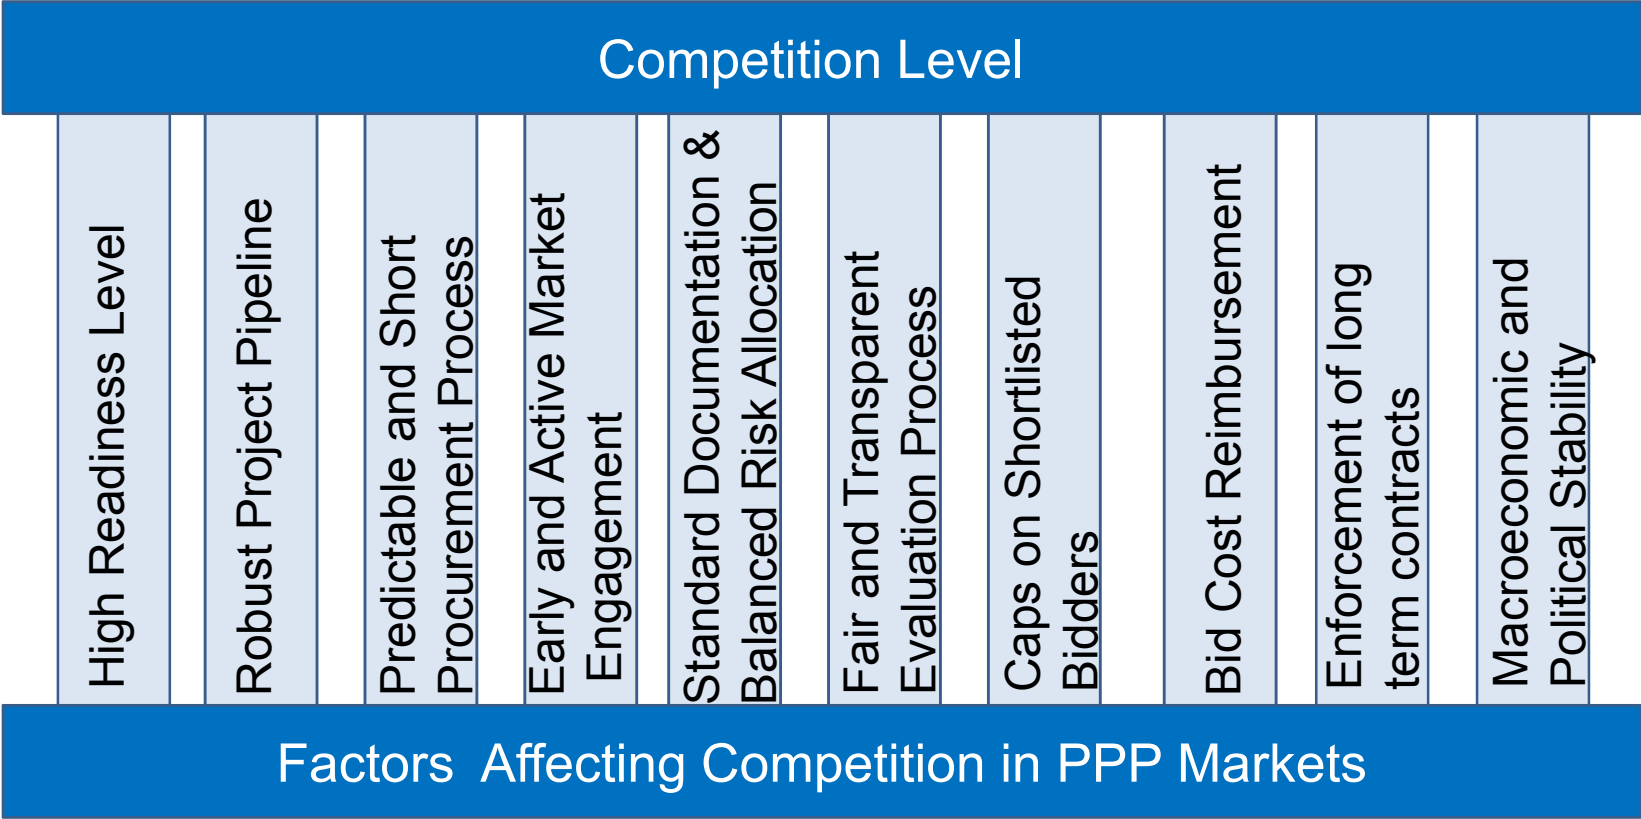 Competition Level
High Readiness Level
Robust Project Pipeline
Predictable and Short
Procurement Process
Early and Active Market
Engagement
Standard Documentation &
Balanced Risk Allocation
Fair and Transparent
Evaluation Process
Caps on Shortlisted
Bidders
Bid Cost Reimbursement
Enforcement of long
term contracts
Macroeconomic and
Political Stability
Factors  Affecting Competition in PPP Markets